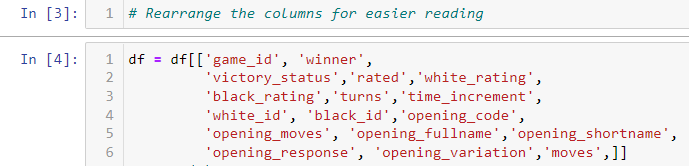 In [3]: 1 # Rearrange the columns for easier reading
In [4]: 1 df = df[['game_id', 'winner',
2 'victory_status','rated','white_rating',
3 'black_rating','turns','time_increment',
4 'white_id', 'black_id','opening_code',
5 'opening_moves', 'opening_fullname','opening_shortname',
6 'opening_response', 'opening_variation','moves',]]